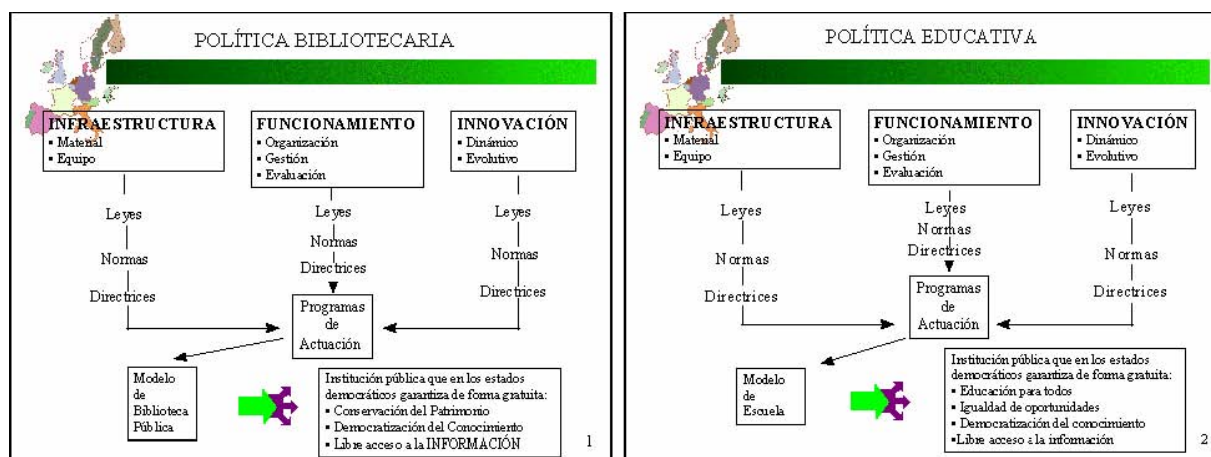 POLÍTICA BIBLIOTECARIA
INFRAESTRUCTURA
▪ Material
▪ Equipo
FUNCIONAMIENTO
▪ Organización
▪ Gestión
▪ Evaluación
INNOVACIÓN
▪ Dinámico
▪ Evolutivo
Leyes
Leyes
Leyes
Normas
Normas
Normas
Directrices
Directrices
Directrices
Programas
de
Actuación
Modelo
de
Biblioteca
Pública
Institución pública que en los estados
democráticos garantiza de forma gratuita:
▪ Conservación del Patrimonio
▪ Democratización del Conocimiento
▪ Libre acceso a la INFORMACIÓN
1
POLÍTICA EDUCATIVA
INFRAESTRUCTURA
▪ Material
▪ Equipo
FUNCIONAMIENTO
▪ Organización
▪ Gestión
▪ Evaluación
INNOVACIÓN
▪ Dinámico
▪ Evolutivo
Leyes
Leyes
Leyes
Normas
Normas
Normas
Directrices
Directrices
Directrices
Programas
de
Actuación
Modelo
de
Escuela
Institución pública que en los estados
democráticos garantiza de forma gratuita:
▪ Educación para todos
▪ Igualdad de oportunidades
▪ Democratización del conocimiento
▪Libre acceso a la información
2